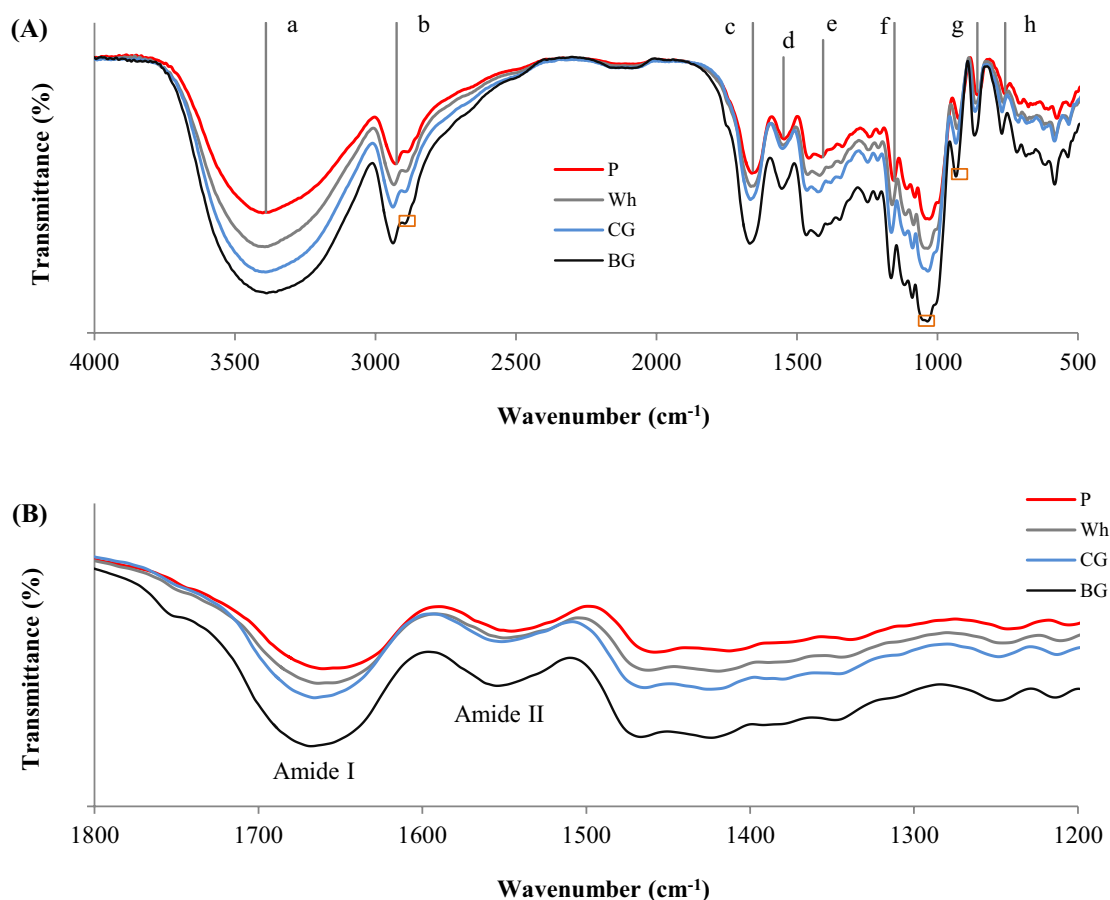 (A)
a b c d e f g h
P
Wh
CG
BG
Transmittance (%)
4000 3500 3000 2500 2000 1500 1000 500
Wavenumber (cm-1)
(B)
P
Wh
CG
BG
Transmittance (%)
Amide II
Amide I
1800 1700 1600 1500 1400 1300 1200
Wavenumber (cm-1)